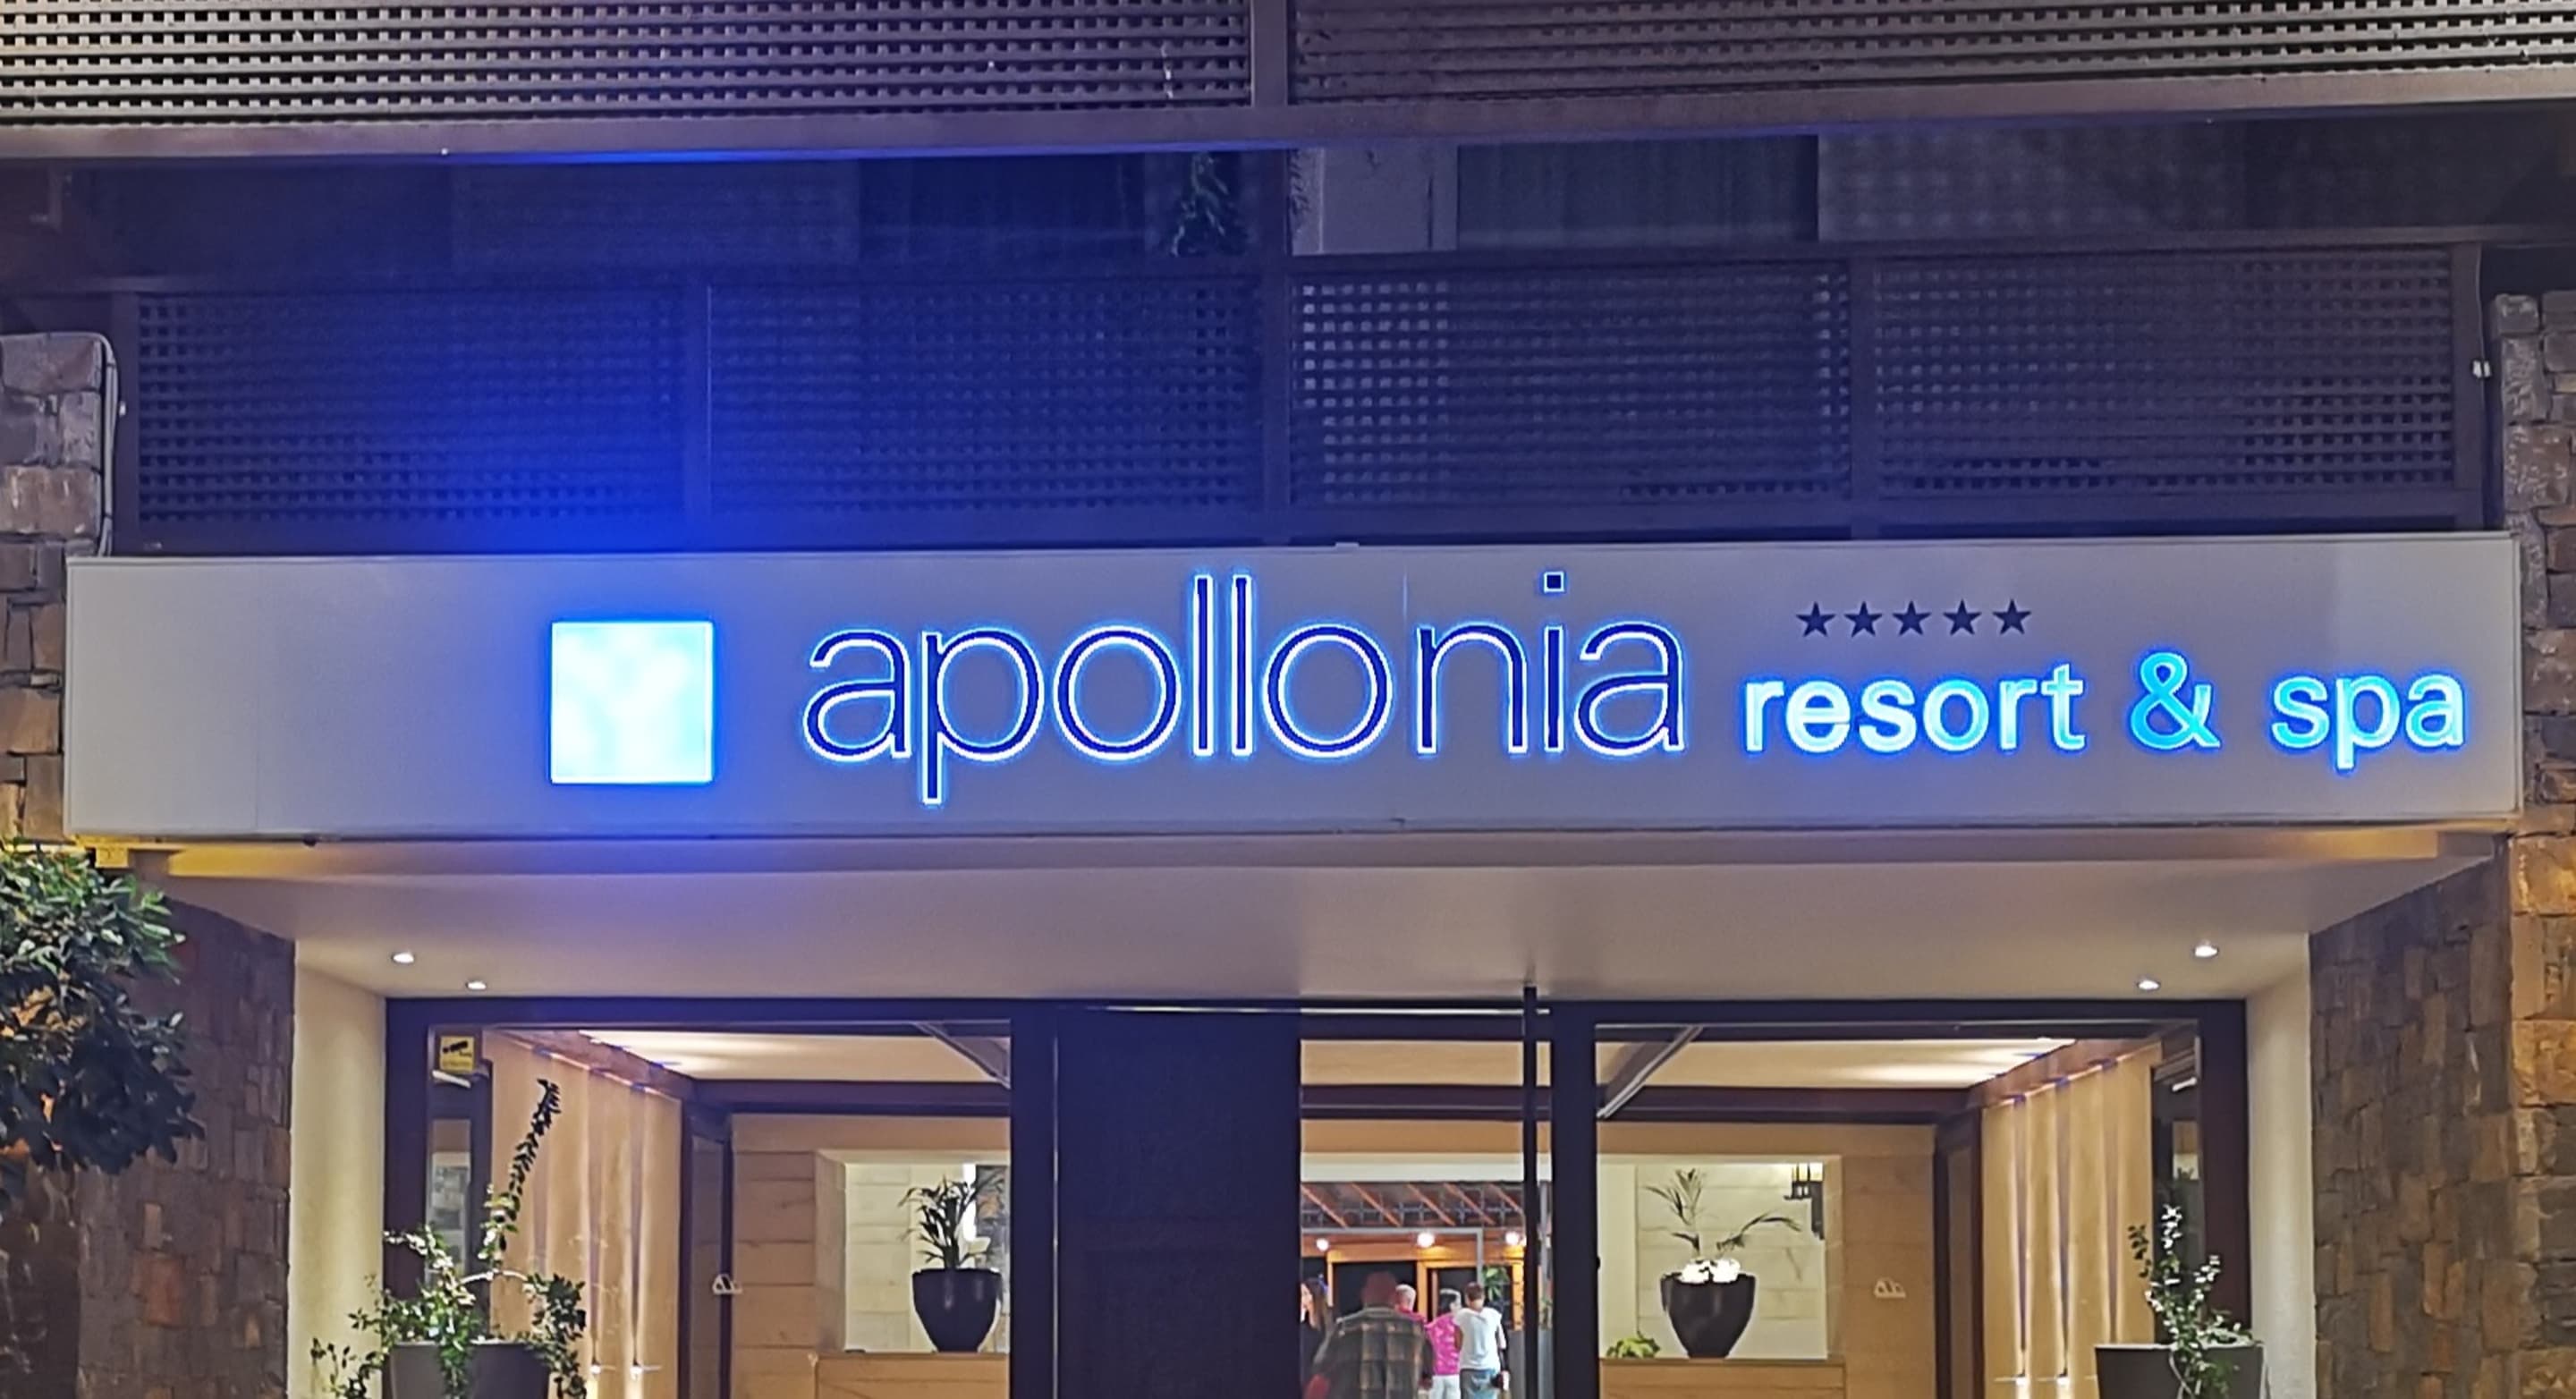 ★★★★★
apollonia resort & spa